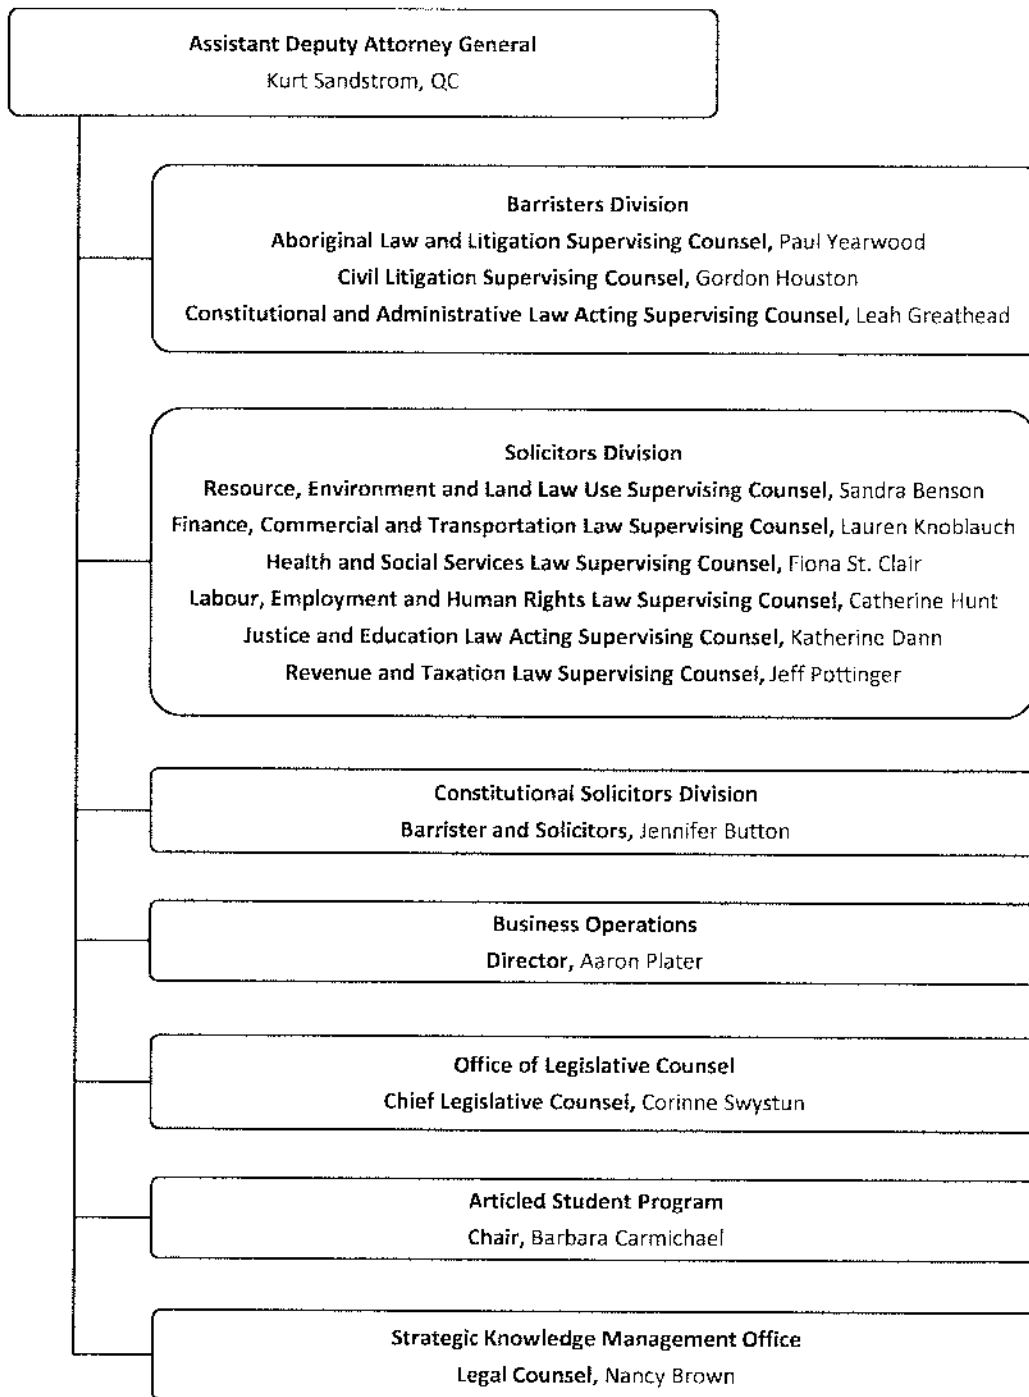 Assistant Deputy Attorney General
Kurt Sandstrom, QC
Barristers Division
Aboriginal Law and Litigation Supervising Counsel, Paul Yearwood
Civil Litigation Supervising Counsel, Gordon Houston
Constitutional and Administrative Law Acting Supervising Counsel, Leah Greathead
Solicitors Division
Resource, Environment and Land Law Use Supervising Counsel, Sandra Benson
Finance, Commercial and Transportation Law Supervising Counsel, Lauren Knoblauch
Health and Social Services Law Supervising Counsel, Fiona St. Clair
Labour, Employment and Human Rights Law Supervising Counsel, Catherine Hunt
Justice and Education Law Acting Supervising Counsel, Katherine Dann
Revenue and Taxation Law Supervising Counsel, Jeff Pottinger
Constitutional Solicitors Division
Barrister and Solicitors, Jennifer Button
Business Operations
Director, Aaron Plater
Office of Legislative Counsel
Chief Legislative Counsel, Corinne Swystun
Articled Student Program
Chair, Barbara Carmichael
Strategic Knowledge Management Office
Legal Counsel, Nancy Brown